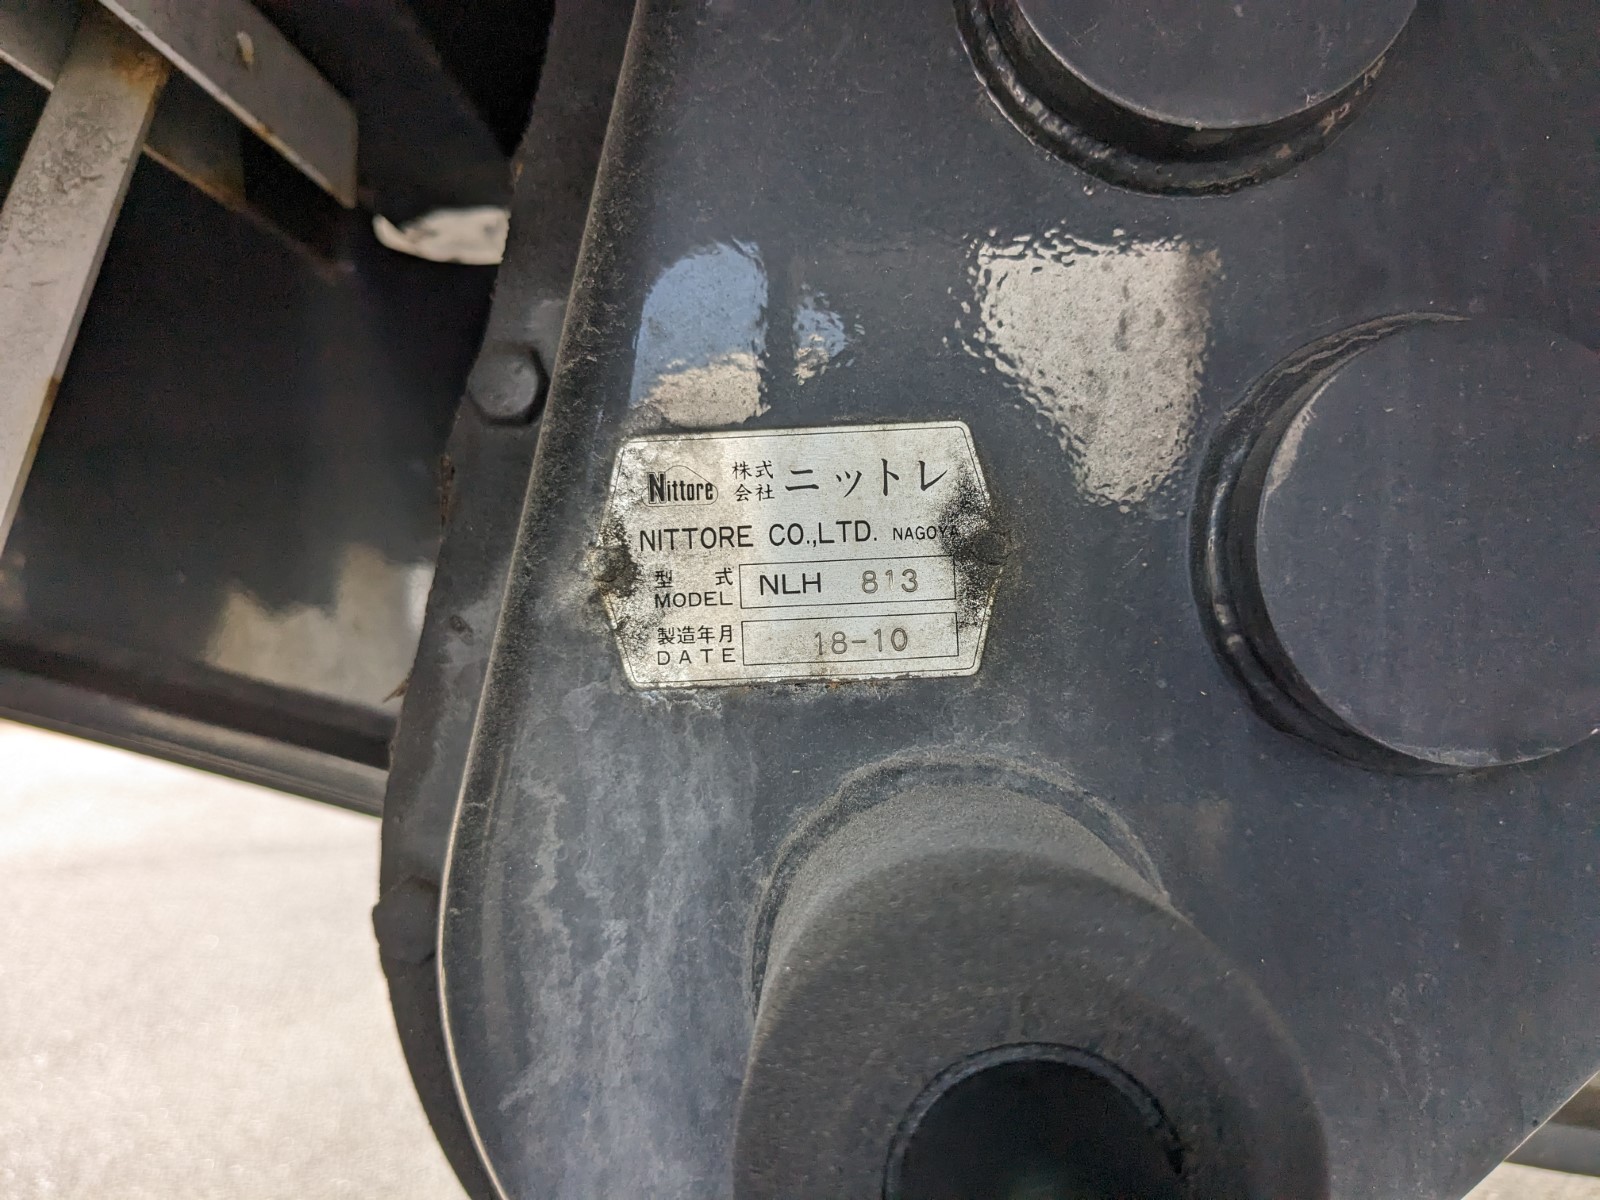 Nittore 株式会社 ニットレ
NITTORE CO.,LTD. NAGOYA
型式 NLH 813
MODEL
製造年月 18-10
DATE